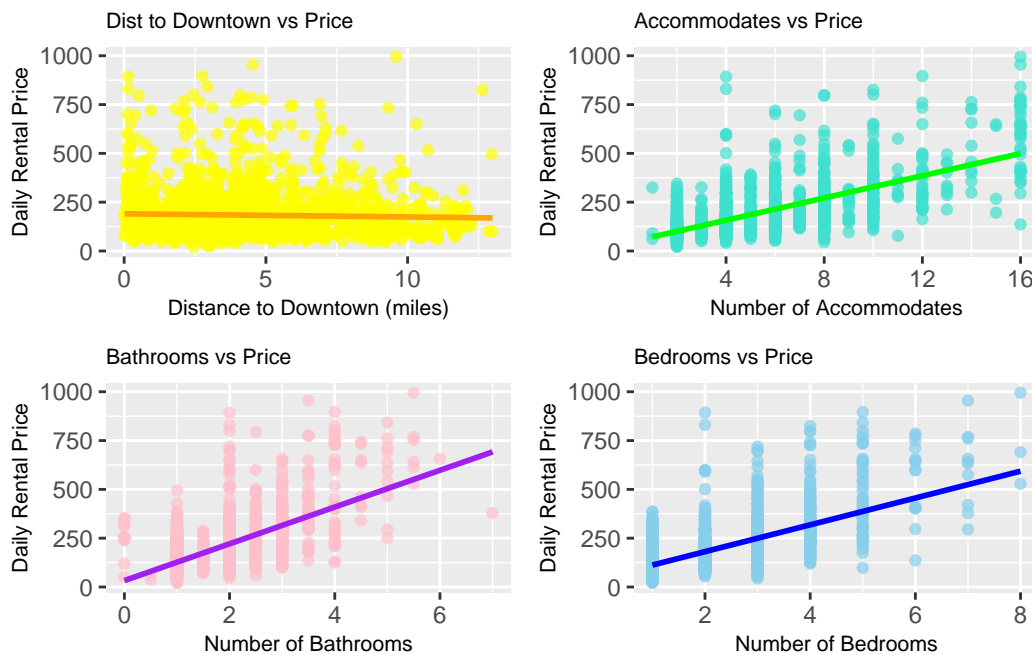 Dist to Downtown vs Price
Daily Rental Price
1000
750
500
250
0
0 5 10
Distance to Downtown (miles)
Accommodates vs Price
Daily Rental Price
1000
750
500
250
0
4 8 12 16
Number of Accommodates
Bathrooms vs Price
Daily Rental Price
1000
750
500
250
0
0 2 4 6
Number of Bathrooms
Bedrooms vs Price
Daily Rental Price
1000
750
500
250
0
2 4 6 8
Number of Bedrooms